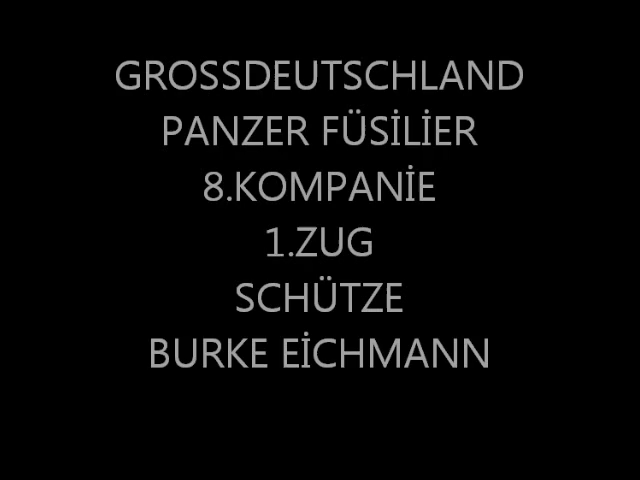 GROSSDEUTSCHLAND
PANZER FÜSİLİER
8.KOMPANİE
1.ZUG
SCHÜTZE
BURKE EİCHMANN